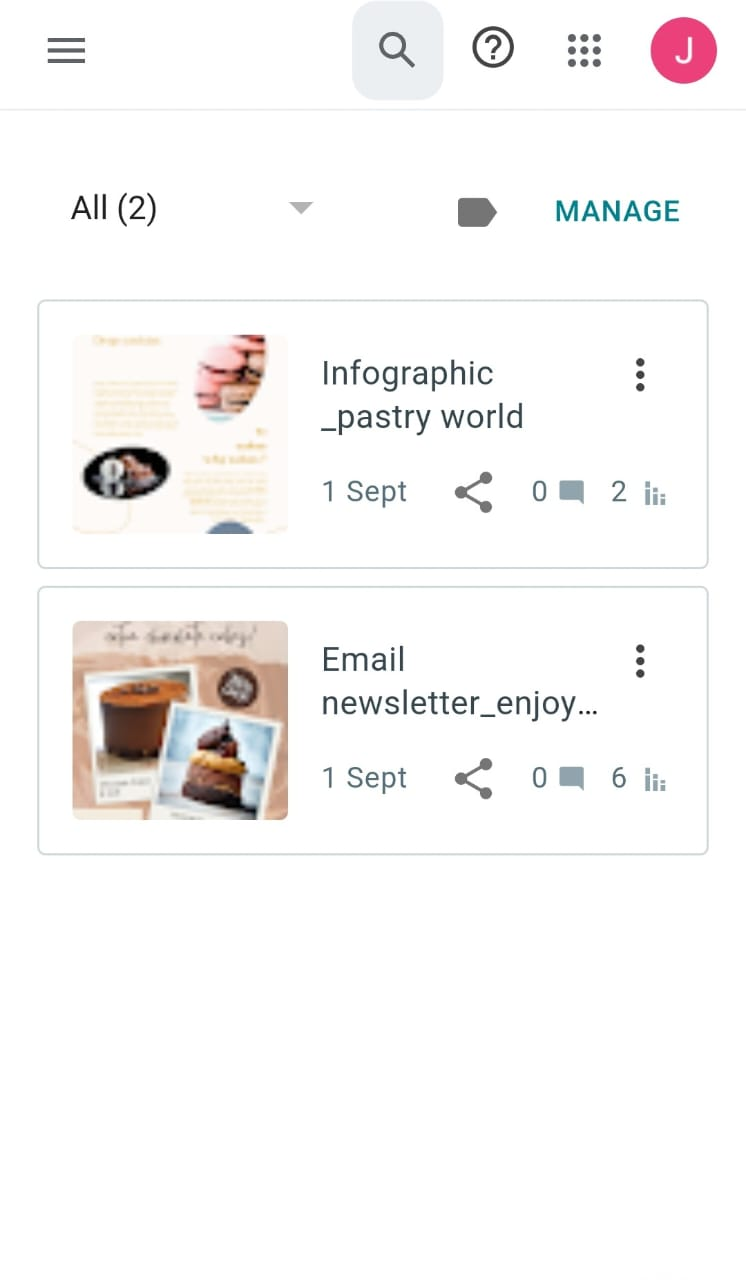 J
All (2)
MANAGE
Infographic
_pastry world
1 Sept 0 2
Email
newsletter_enjoy...
1 Sept 0 6